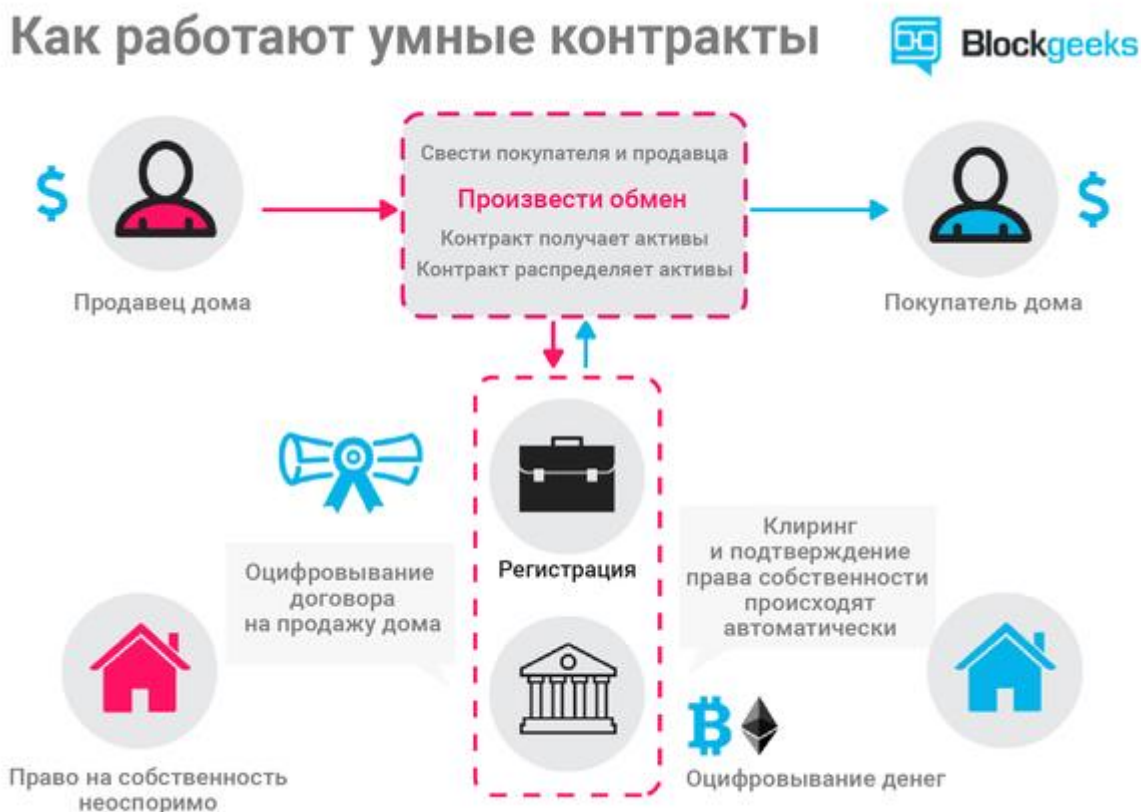 Как работают умные контракты
Blockgeeks
Свести покупателя и продавца
Произвести обмен
Контракт получает активы
Контракт распределяет активы
$
$
Продавец дома
Покупатель дома
Оцифровывание
договора
на продажу дома
Регистрация
Клиринг
и подтверждение
права собственности
происходят
автоматически
Право на собственность
неоспоримо
Оцифровывание денег